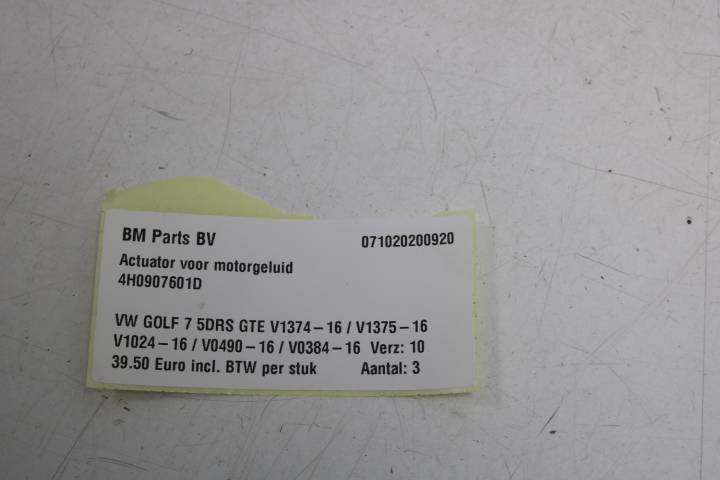 BM Parts BV 071020200920
Actuator voor motorgeluid
4H0907601D
VW GOLF 7 5DRS GTE V1374-16 / V1375-16
V1024-16 / V0490-16 / V0384-16 Verz: 10
39.50 Euro incl. BTW per stuk Aantal: 3